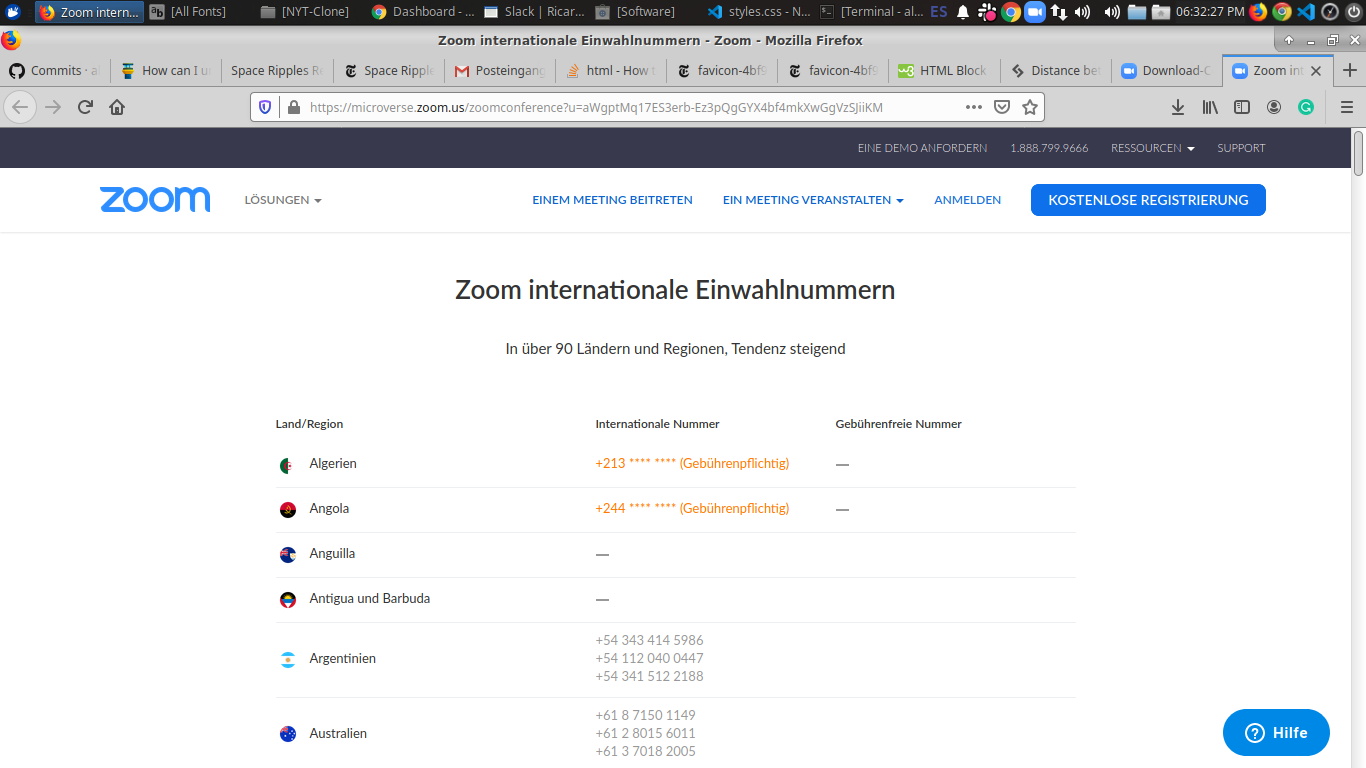 Zoom intern... [All Fonts] [NYT-Clone] Dashboard - ... Slack | Ricar... [Software] styles.css - N... [Terminal - al... ES 06:32:27 PM
Zoom internationale Einwahlnummern - Zoom - Mozilla Firefox
Commits · a How can I u Space Ripples Re Space Ripple Posteingang html - How t favicon-4bf9 favicon-4bf9 HTML Block Distance be Download-C Zoom int
https://microverse.zoom.us/zoomconference?u=aWgptMq17ES3erb-Ez3pQgGYX4bf4mkXwGgVzSJiiKM
EINE DEMO ANFORDERN 1.888.799.9666 RESSOURCEN SUPPORT
zoom LÖSUNGEN EINEM MEETING BEITRETEN EIN MEETING VERANSTALTEN ANMELDEN KOSTENLOSE REGISTRIERUNG
Zoom internationale Einwahlnummern
In über 90 Ländern und Regionen, Tendenz steigend
Land/Region Internationale Nummer Gebührenfreie Nummer
Algerien +213 **** **** (Gebührenpflichtig) —
Angola +244 **** **** (Gebührenpflichtig) —
Anguilla —
Antigua und Barbuda —
+54 343 414 5986
Argentinien +54 112 040 0447
+54 341 512 2188
+61 8 7150 1149
Australien +61 2 8015 6011
+61 3 7018 2005
Hilfe